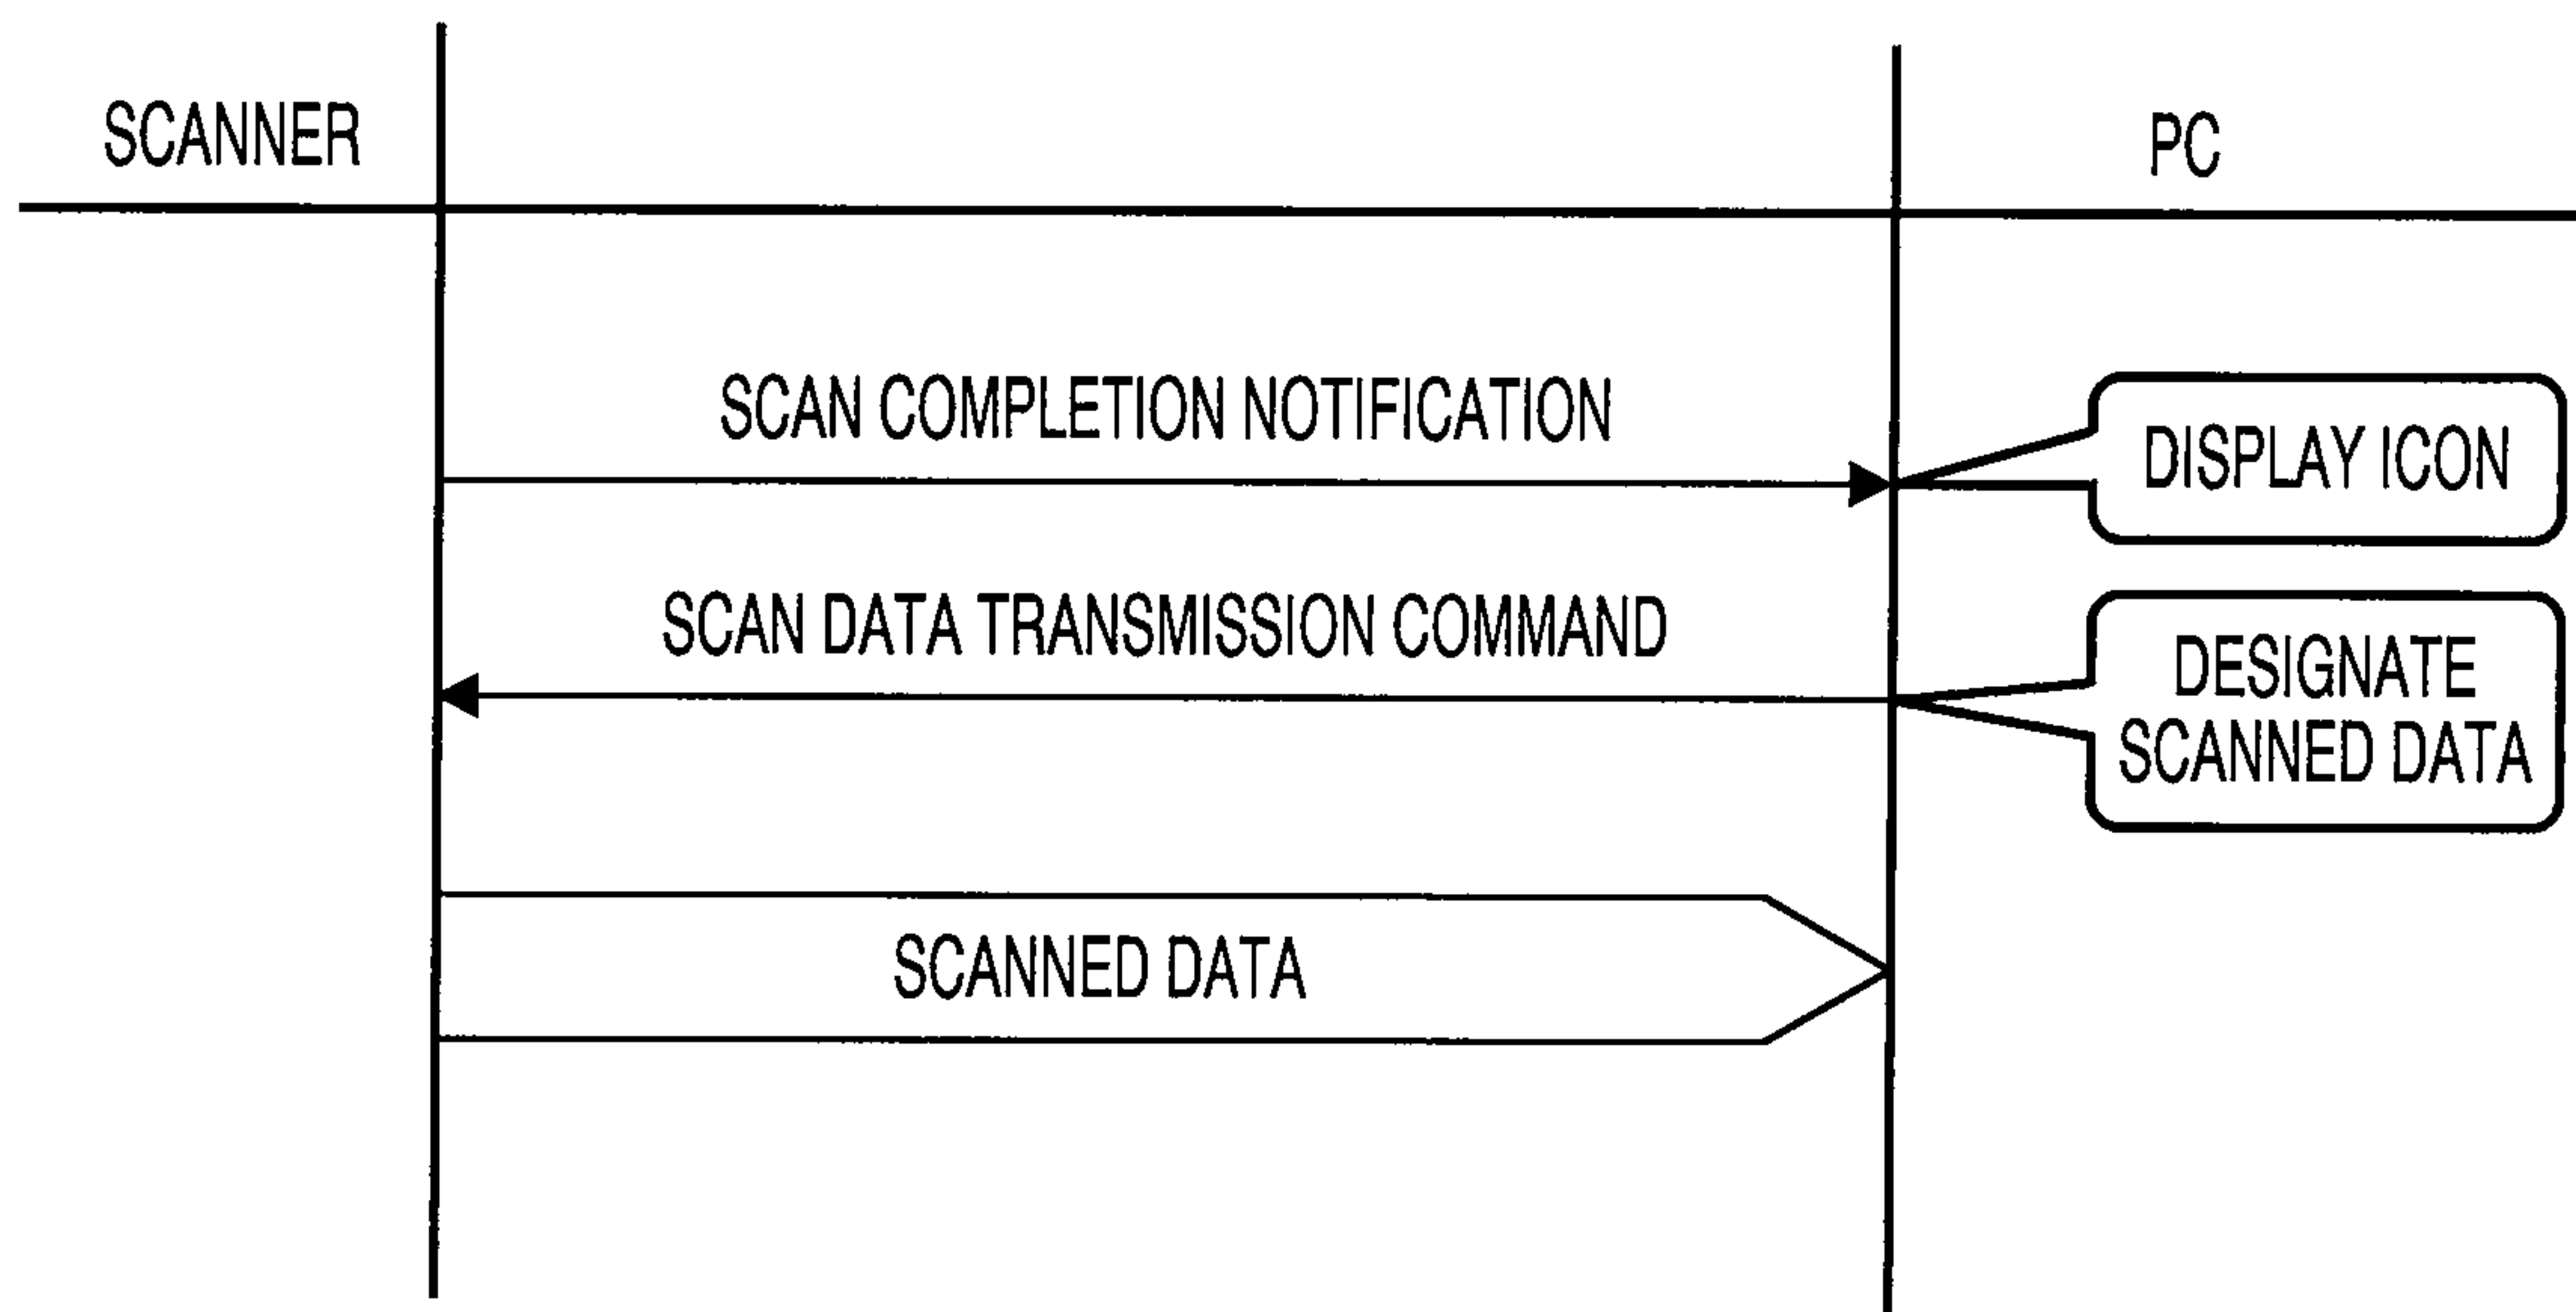 SCANNER
PC
SCAN COMPLETION NOTIFICATION
DISPLAY ICON
SCAN DATA TRANSMISSION COMMAND
DESIGNATE
SCANNED DATA
SCANNED DATA